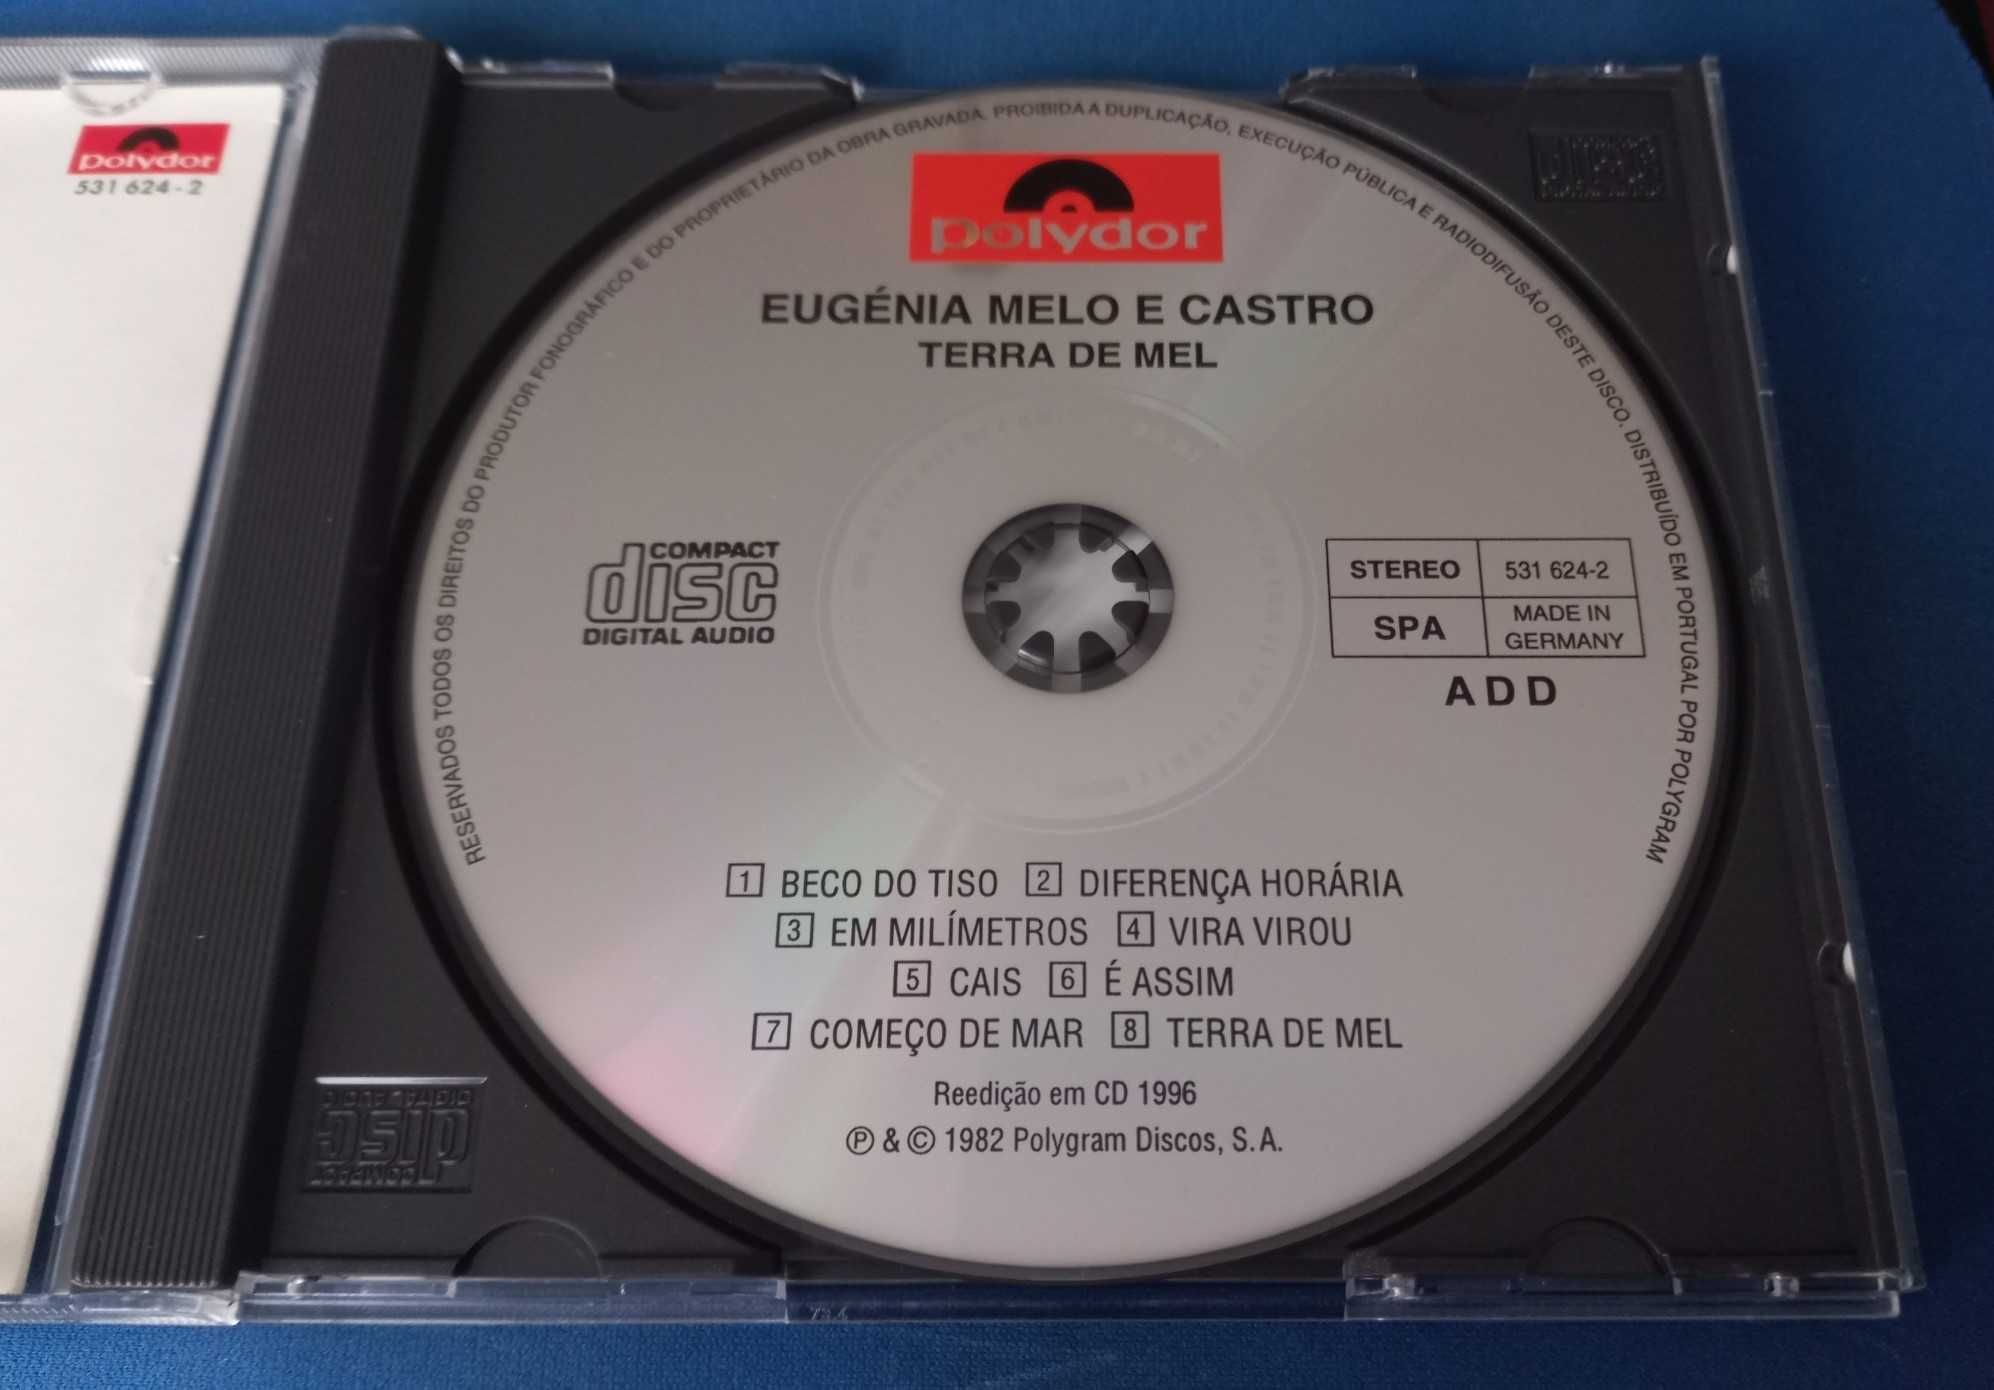 polydor
531 624-2
RESERVADOS TODOS OS DIREITOS DO PRODUTOR FONOGRÁFICO E DO PROPRIETÁRIO DA OBRA GRAVADA. PROIBIDA A DUPLICAÇÃO, EXECUÇÃO PÚBLICA E RADIODIFUSÃO DESTE DISCO. DISTRIBUÍDO EM PORTUGAL POR POLYGRAM
polydor
EUGÉNIA MELO E CASTRO
TERRA DE MEL
COMPACT
disc
DIGITAL AUDIO
STEREO 531 624-2
SPA MADE IN GERMANY
ADD
1 BECO DO TISO 2 DIFERENÇA HORÁRIA
3 EM MILÍMETROS 4 VIRA VIROU
5 CAIS 6 É ASSIM
7 COMEÇO DE MAR 8 TERRA DE MEL
Reedição em CD 1996
Ⓟ & © 1982 Polygram Discos, S.A.
COMPACT
disc
DIGITAL AUDIO